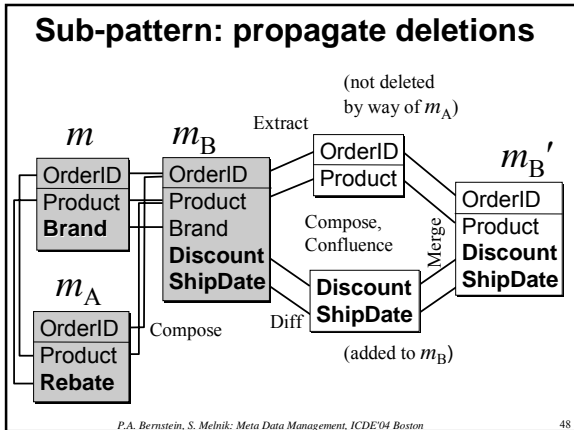 Sub-pattern: propagate deletions
(not deleted
by way of mA)
Extract
m
OrderID
Product
Brand
mB
OrderID
Product
Brand
Discount
ShipDate
OrderID
Product
mB′
OrderID
Product
Discount
ShipDate
Compose,
Confluence
Merge
mA
OrderID
Product
Rebate
Compose
Diff
Discount
ShipDate
(added to mB)
P.A. Bernstein, S. Melnik: Meta Data Management, ICDE'04 Boston
48